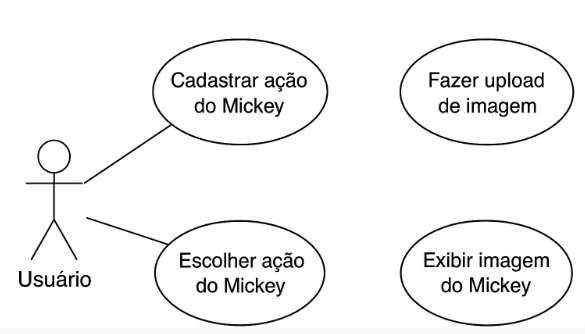 Cadastrar ação
do Mickey
Fazer upload
de imagem
Usuário
Escolher ação
do Mickey
Exibir imagem
do Mickey